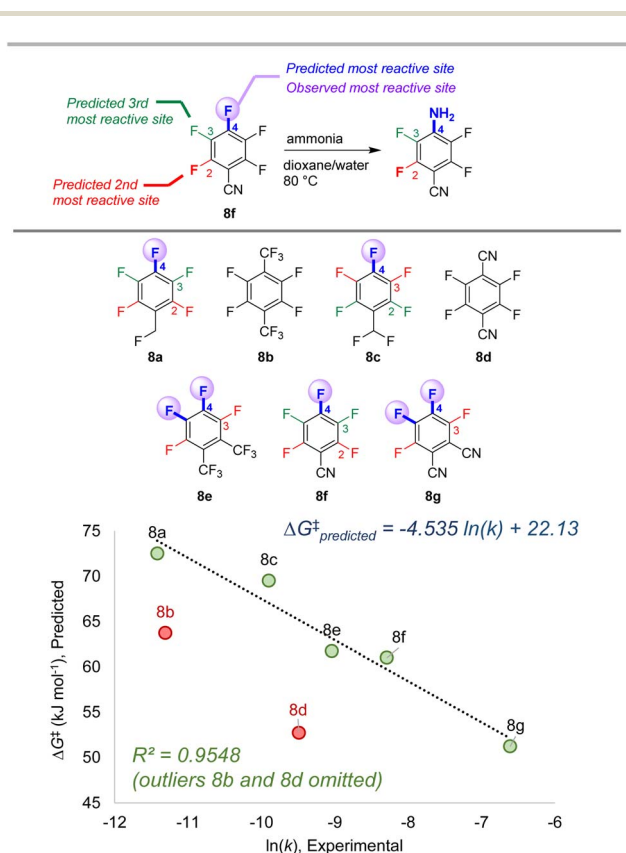 Predicted most reactive site
Observed most reactive site
Predicted 3rd
most reactive site
Predicted 2nd
most reactive site
F
4
F
3
F
F
2
F
CN
8f
ammonia
dioxane/water
80 °C
NH2
F
3
4
F
F
2
F
CN
F
4
F
F
3
F
2
F
F
8a
CF3
F
F
F
F
CF3
8b
F
4
F
F
3
F
2
F
F
F
8c
CN
F
F
F
F
CN
8d
F
F
4
F
3
F
CF3
CF3
8e
F
4
F
F
3
F
2
F
CN
8f
F
F
4
F
3
F
CN
CN
8g
ΔG‡predicted = -4.535 ln(k) + 22.13
75
70
65
60
55
50
45
ΔG‡ (kJ mol-1), Predicted
8a
8c
8b
8e
8f
8d
8g
R² = 0.9548
(outliers 8b and 8d omitted)
-12
-11
-10
-9
-8
-7
-6
ln(k), Experimental